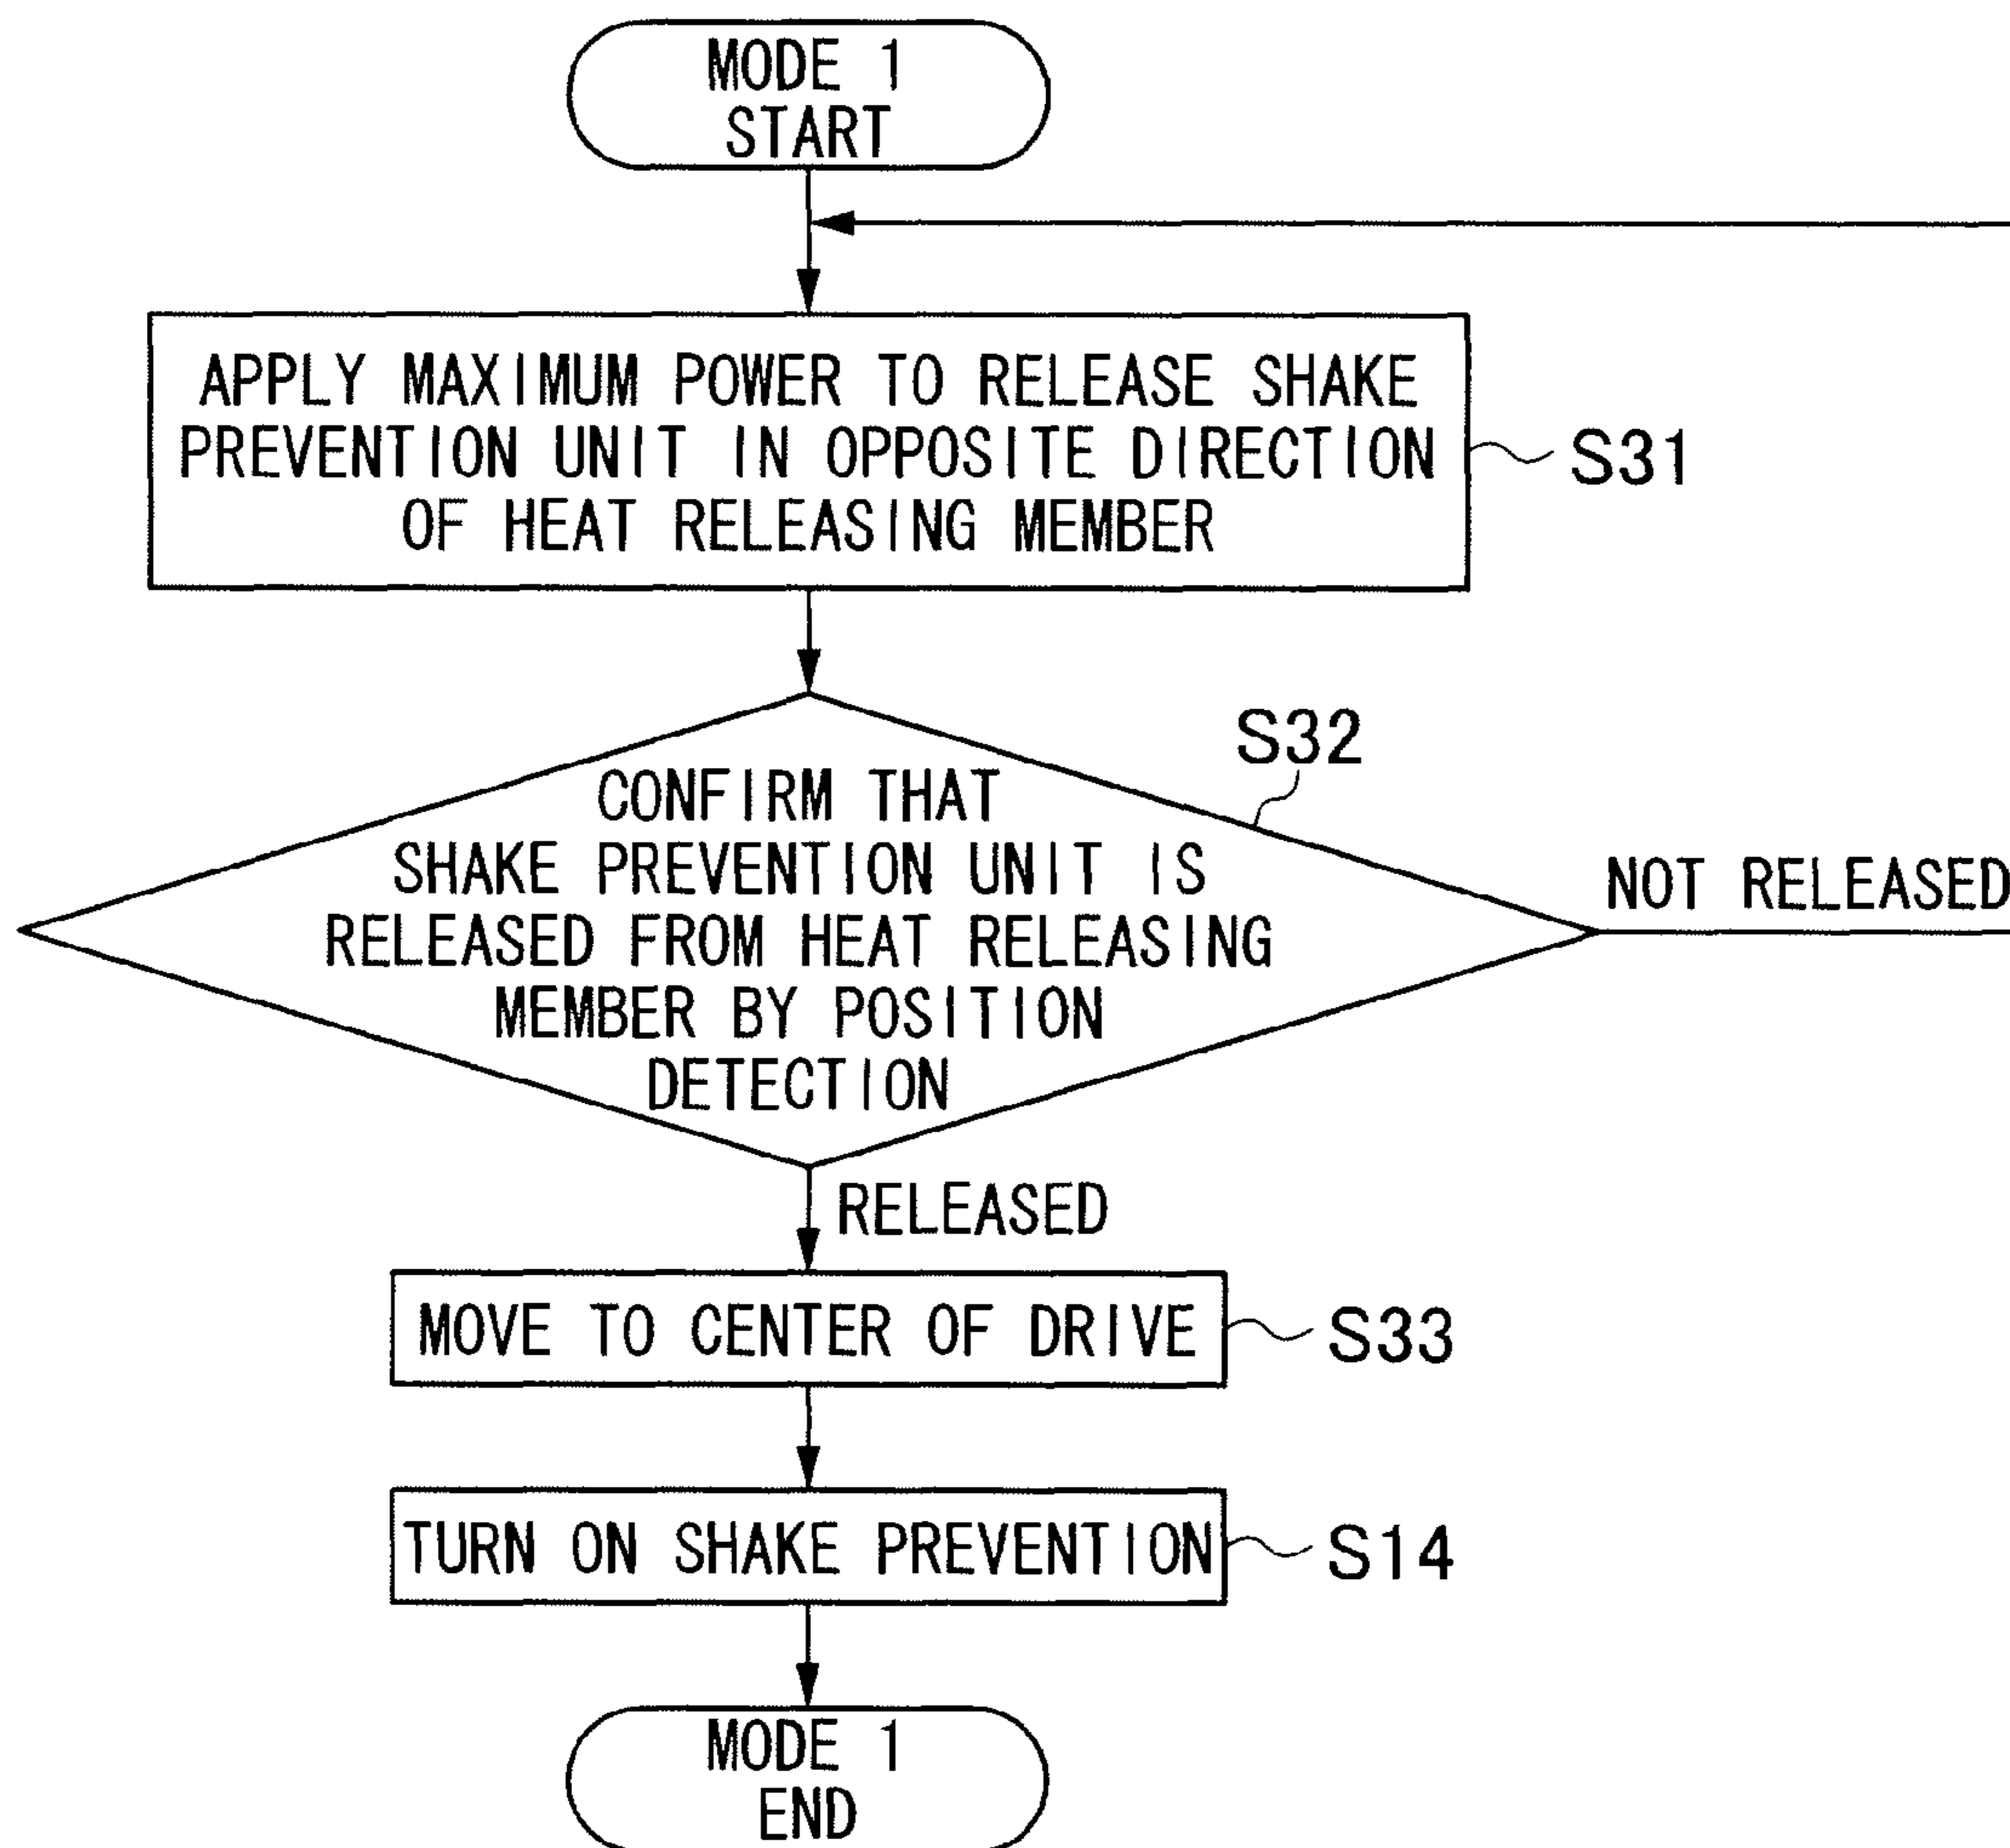 MODE 1
START
APPLY MAXIMUM POWER TO RELEASE SHAKE
PREVENTION UNIT IN OPPOSITE DIRECTION
OF HEAT RELEASING MEMBER
S31
S32
CONFIRM THAT
SHAKE PREVENTION UNIT IS
RELEASED FROM HEAT RELEASING
MEMBER BY POSITION
DETECTION
NOT RELEASED
RELEASED
MOVE TO CENTER OF DRIVE
S33
TURN ON SHAKE PREVENTION
S14
MODE 1
END